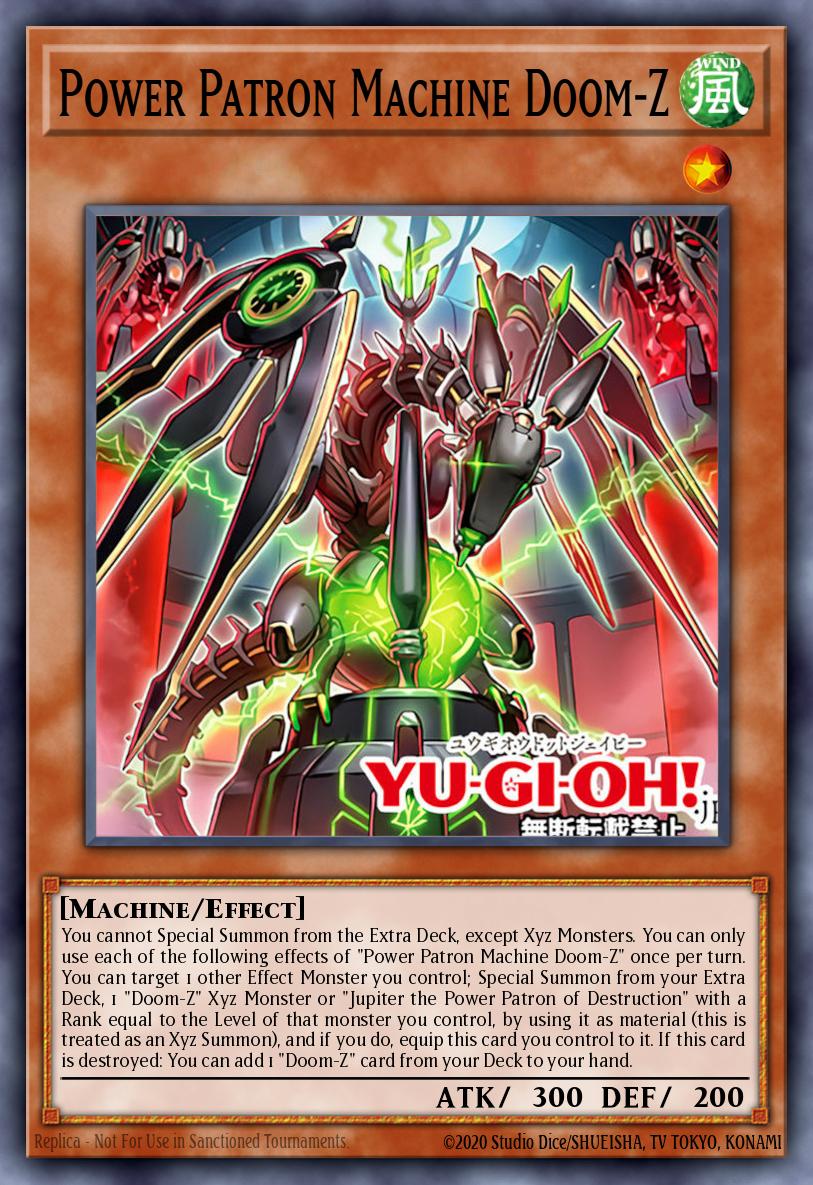 Power Patron Machine Doom-Z
WIND
風
ユウギオウドットジェイピー
YU-GI-OH!
.jp
無断転載禁止
[Machine/Effect]
You cannot Special Summon from the Extra Deck, except Xyz Monsters. You can only
use each of the following effects of "Power Patron Machine Doom-Z" once per turn.
You can target 1 other Effect Monster you control; Special Summon from your Extra
Deck, 1 "Doom-Z" Xyz Monster or "Jupiter the Power Patron of Destruction" with a
Rank equal to the Level of that monster you control, by using it as material (this is
treated as an Xyz Summon), and if you do, equip this card you control to it. If this card
is destroyed: You can add 1 "Doom-Z" card from your Deck to your hand.
ATK/ 300 DEF/ 200
Replica - Not For Use in Sanctioned Tournaments.
©2020 Studio Dice/SHUEISHA, TV TOKYO, KONAMI